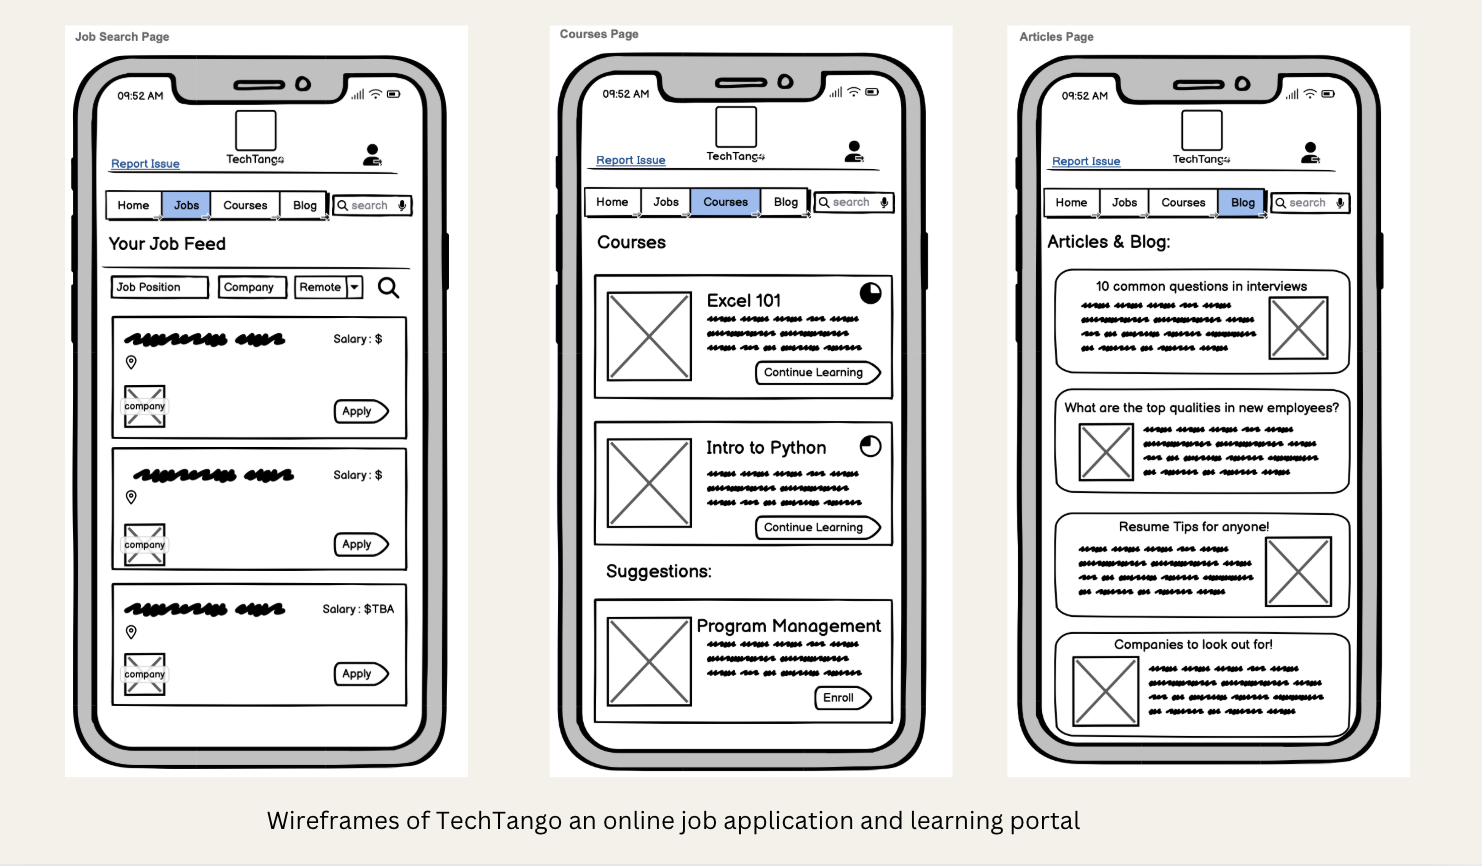 Job Search Page
09:52 AM
TechTango
Report Issue
Home Jobs Courses Blog search
Your Job Feed
Job Position Company Remote
Salary: $
company
Apply
Salary: $
company
Apply
Salary: $TBA
company
Apply
Courses Page
09:52 AM
TechTango
Report Issue
Home Jobs Courses Blog search
Courses
Excel 101
Continue Learning
Intro to Python
Continue Learning
Suggestions:
Program Management
Enroll
Articles Page
09:52 AM
TechTango
Report Issue
Home Jobs Courses Blog search
Articles & Blog:
10 common questions in interviews
What are the top qualities in new employees?
Resume Tips for anyone!
Companies to look out for!
Wireframes of TechTango an online job application and learning portal